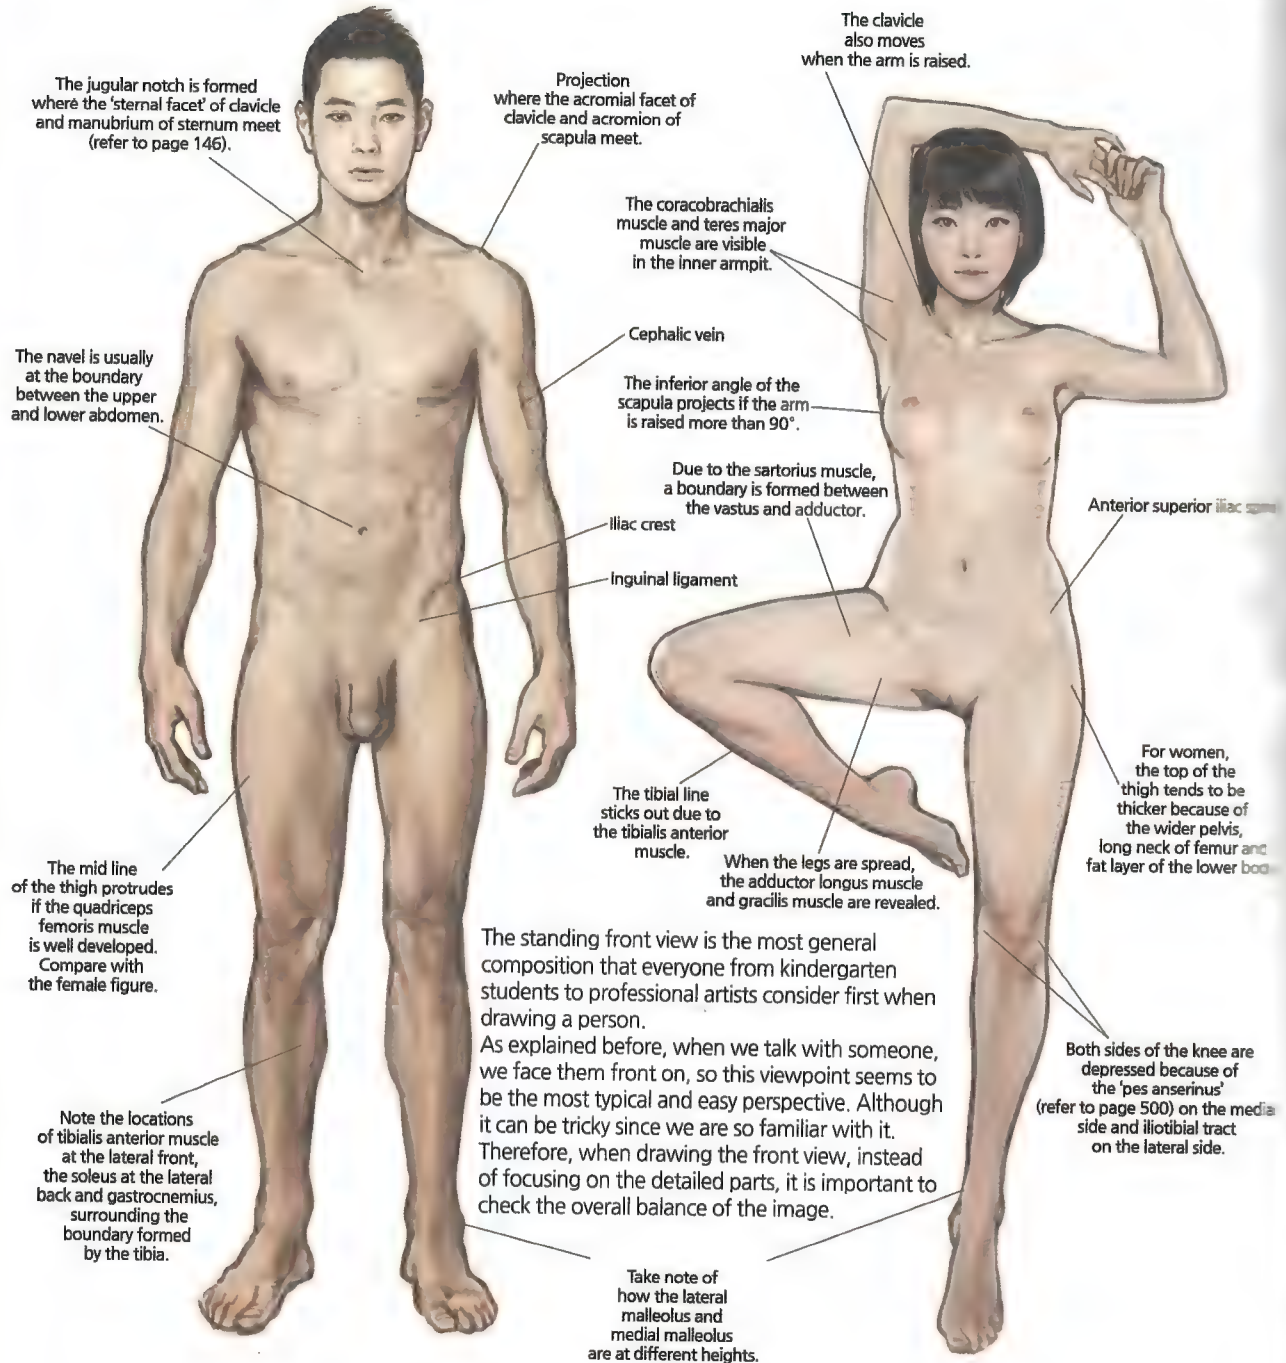 The clavicle
also moves
when the arm is raised.
The jugular notch is formed
where the 'sternal facet' of clavicle
and manubrium of sternum meet
(refer to page 146).
Projection
where the acromial facet of
clavicle and acromion of
scapula meet.
The coracobrachialis
muscle and teres major
muscle are visible
in the inner armpit.
Cephalic vein
The navel is usually
at the boundary
between the upper
and lower abdomen.
The inferior angle of the
scapula projects if the arm
is raised more than 90°.
Due to the sartorius muscle,
a boundary is formed between
the vastus and adductor.
Anterior superior iliac
Iliac crest
Inguinal ligament
For women,
the top of the
thigh tends to be
thicker because of
the wider pelvis,
long neck of femur and
fat layer of the lower
The tibial line
sticks out due to
the tibialis anterior
muscle.
When the legs are spread,
the adductor longus muscle
and gracilis muscle are revealed.
The mid line
of the thigh protrudes
if the quadriceps
femoris muscle
is well developed.
Compare with
the female figure.
The standing front view is the most general
composition that everyone from kindergarten
students to professional artists consider first when
drawing a person.
As explained before, when we talk with someone,
we face them front on, so this viewpoint seems to
be the most typical and easy perspective. Although
it can be tricky since we are so familiar with it.
Therefore, when drawing the front view, instead
of focusing on the detailed parts, it is important to
check the overall balance of the image.
Both sides of the knee are
depressed because of
the 'pes anserinus'
(refer to page 500) on the media
side and iliotibial tract
on the lateral side.
Note the locations
of tibialis anterior muscle
at the lateral front,
the soleus at the lateral
back and gastrocnemius,
surrounding the
boundary formed
by the tibia.
Take note of
how the lateral
malleolus and
medial malleolus
are at different heights.